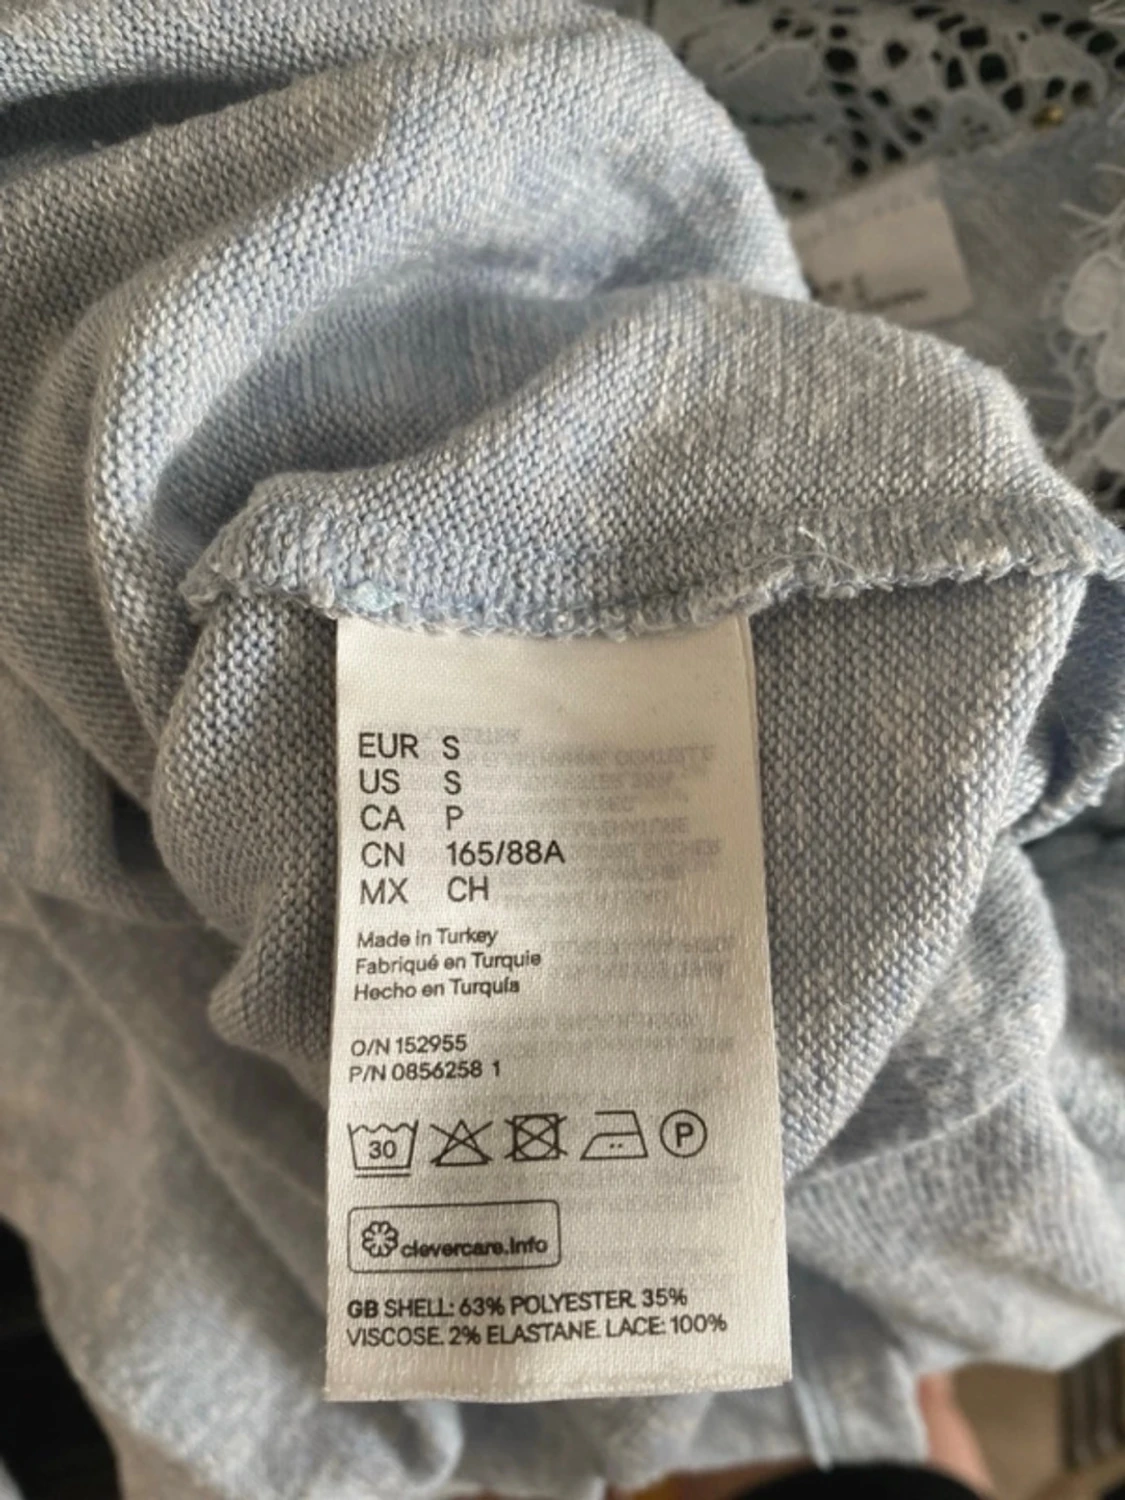 EUR S
US S
CA P
CN 165/88A
MX CH
Made in Turkey
Fabriqué en Turquie
Hecho en Turquía
O/N 152955
P/N 0856258 1
30 P
clevercare.info
GB SHELL: 63% POLYESTER. 35%
VISCOSE. 2% ELASTANE. LACE: 100%